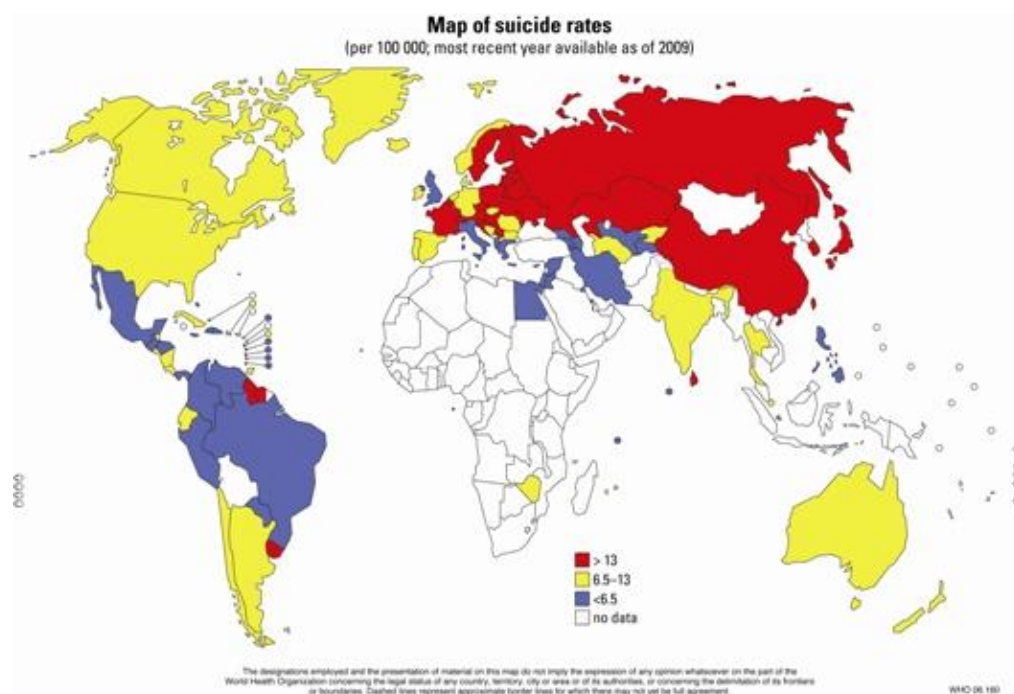 Map of suicide rates
(per 100 000; most recent year available as of 2009)
> 13
6.5–13
<6.5
no data
The designations employed and the presentation of material on this map do not imply the expression of any opinion whatsoever on the part of the
World Health Organization concerning the legal status of any country, territory, city or area or of its authorities, or concerning the delimitation of its frontiers
or boundaries. Dashed lines represent approximate border lines for which there may not yet be full agreement.
WHO 06.160